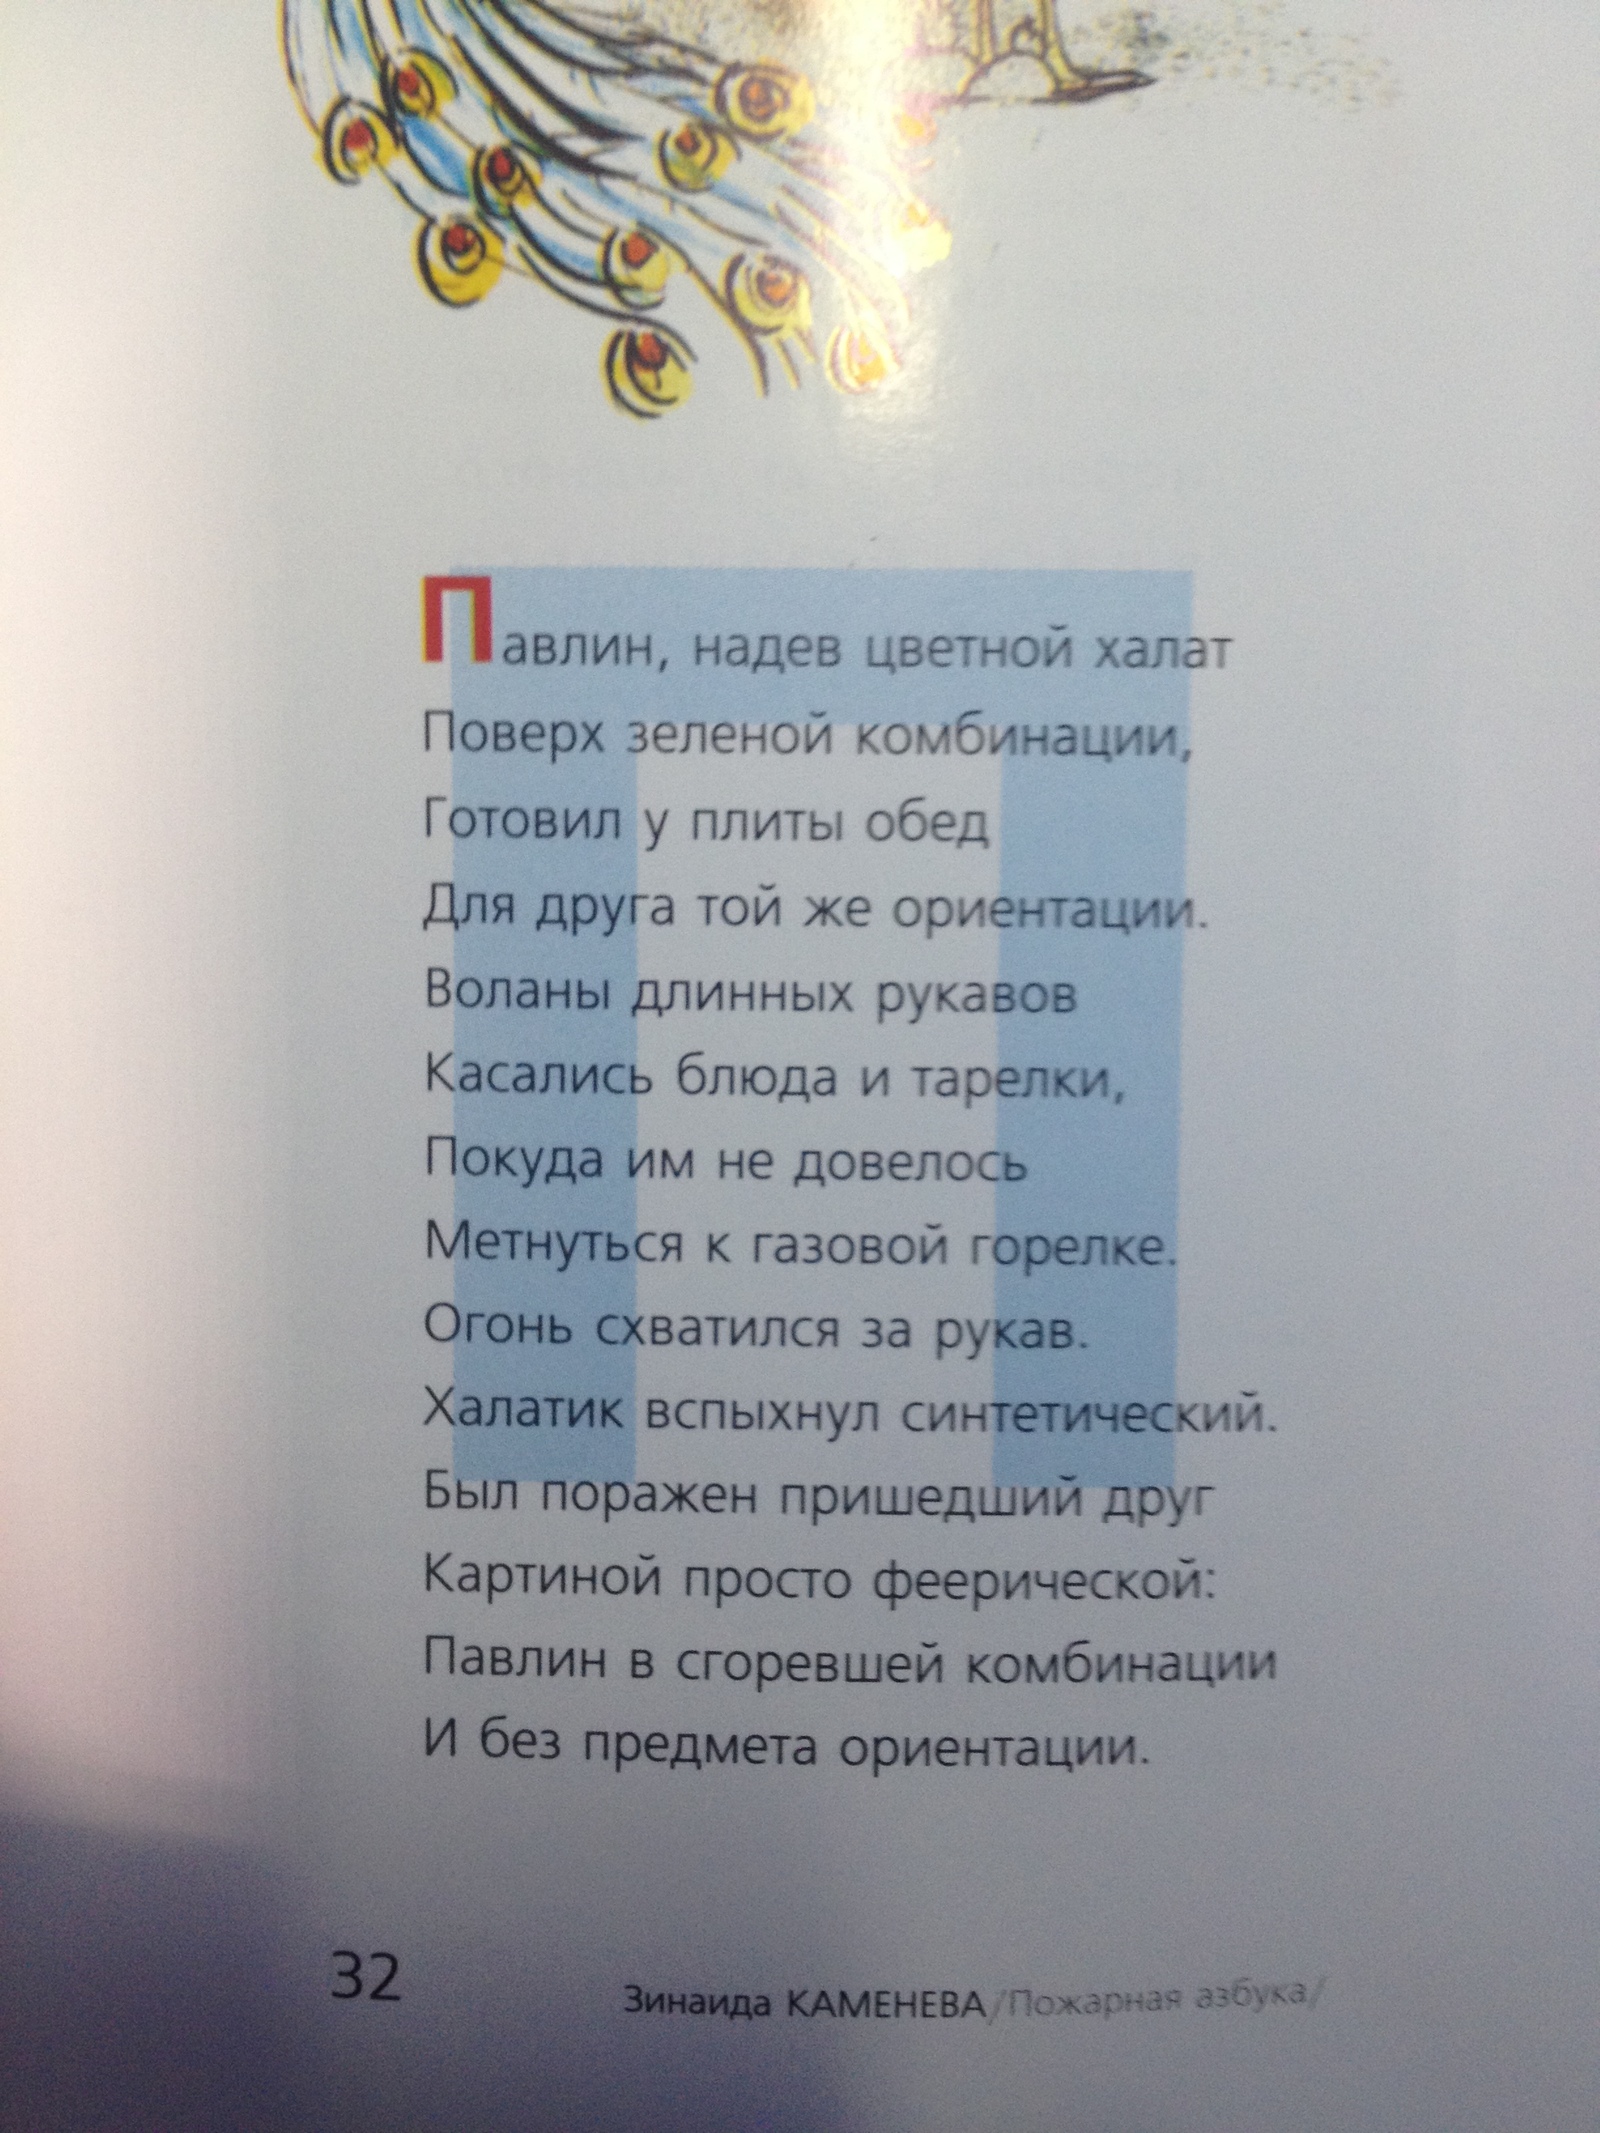 Павлин, надев цветной халат
Поверх зеленой комбинации,
Готовил у плиты обед
Для друга той же ориентации.
Воланы длинных рукавов
Касались блюда и тарелки,
Покуда им не довелось
Метнуться к газовой горелке.
Огонь схватился за рукав.
Халатик вспыхнул синтетический.
Был поражен пришедший друг
Картиной просто феерической:
Павлин в сгоревшей комбинации
И без предмета ориентации.
32 Зинаида КАМЕНЕВА/Пожарная азбука/